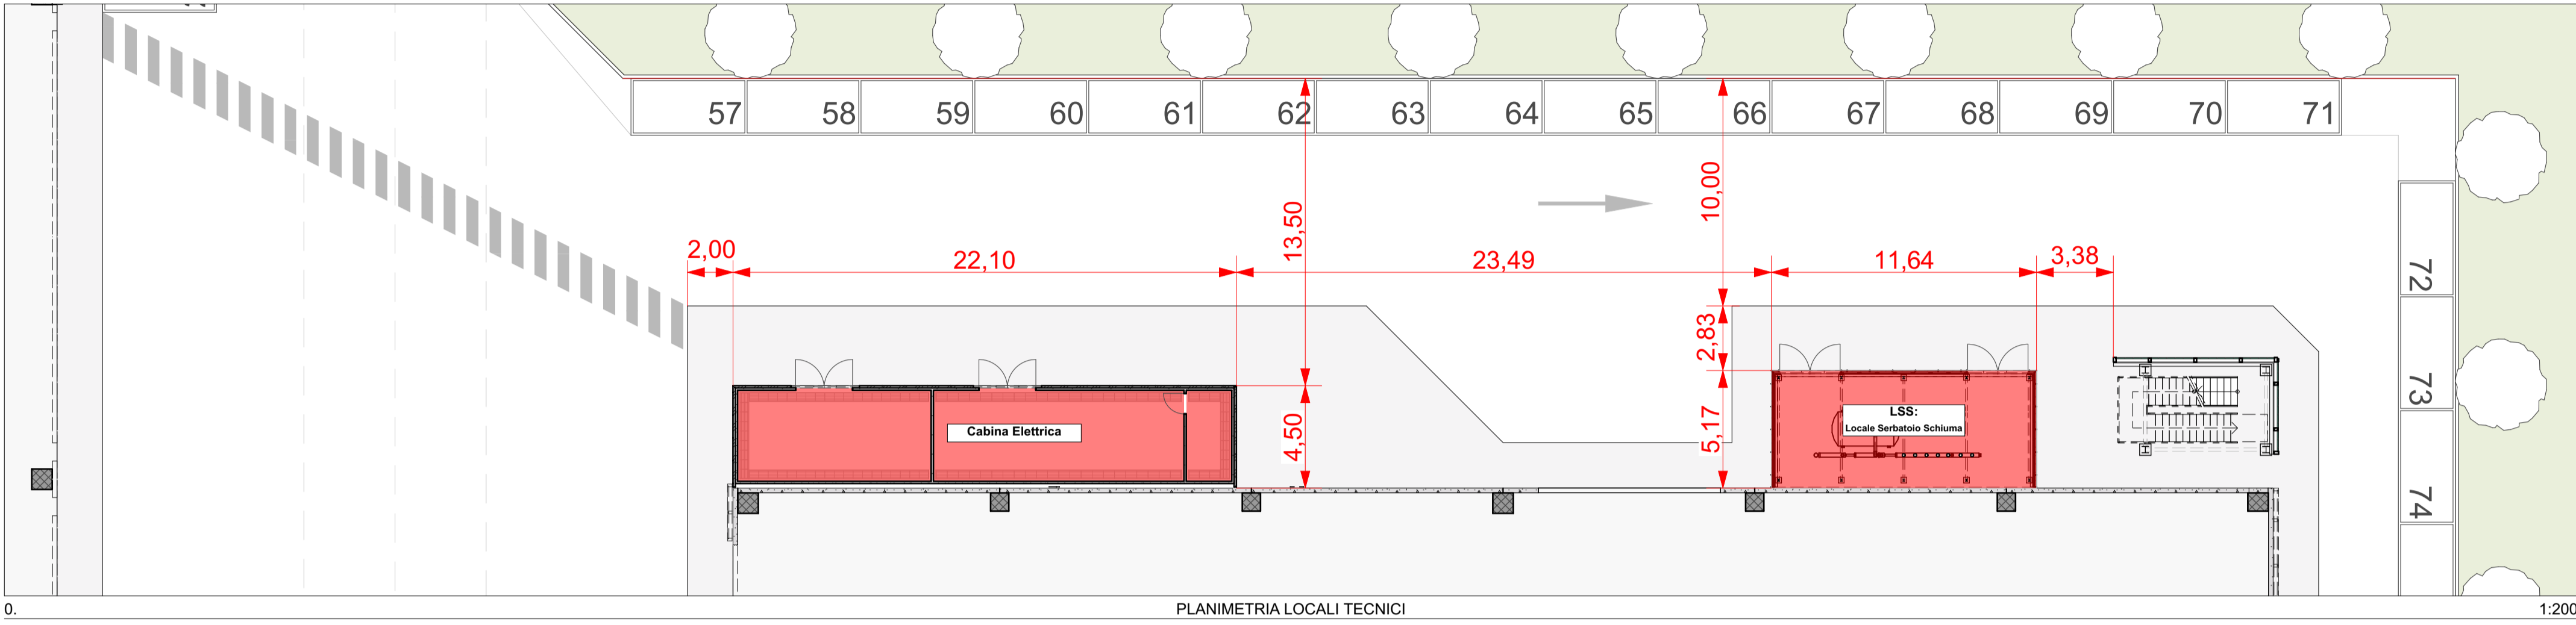 57 58 59 60 61 62 63 64 65 66 67 68 69 70 71
10,00
13,50
2,00 22,10 23,49 11,64 3,38
72
2,83
73
4,50
5,17
Cabina Elettrica
LSS:
Locale Serbatoio Schiuma
74
0. PLANIMETRIA LOCALI TECNICI 1:200